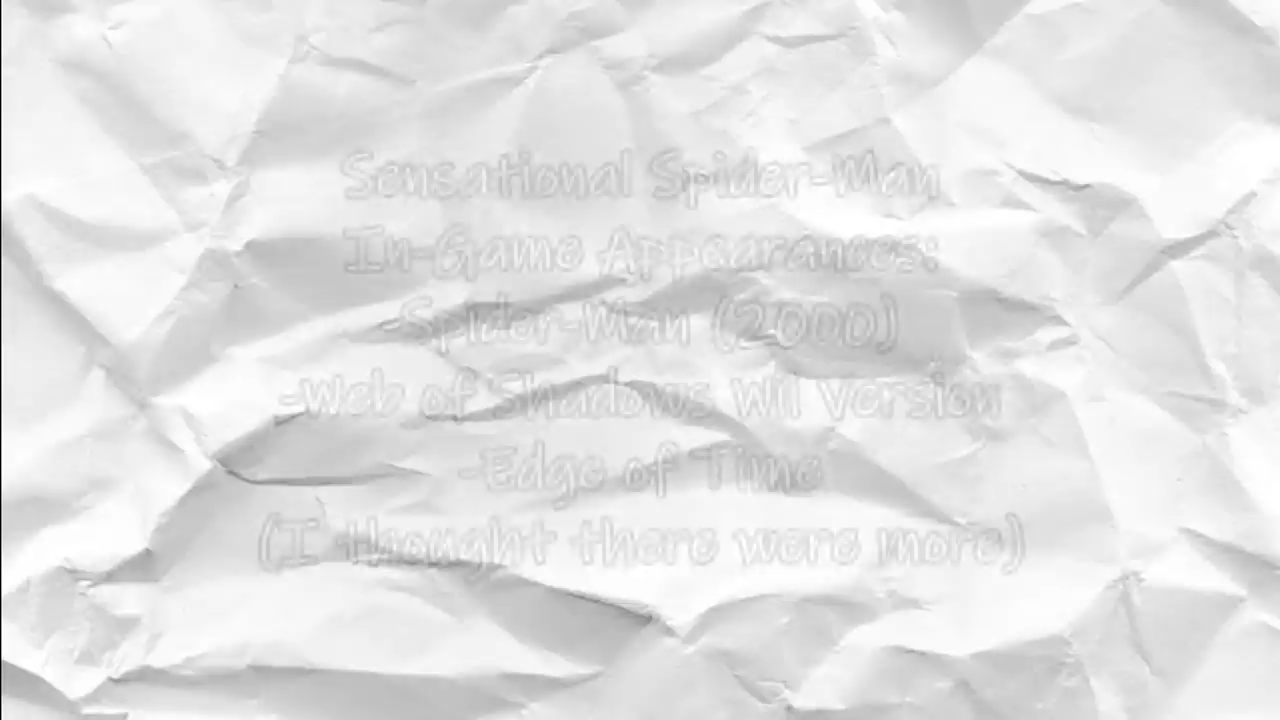 Sensational Spider-Man
In-Game Appearances:
-Spider-Man (2000)
-Web of Shadows Wii version
-Edge of Time
(I thought there were more)